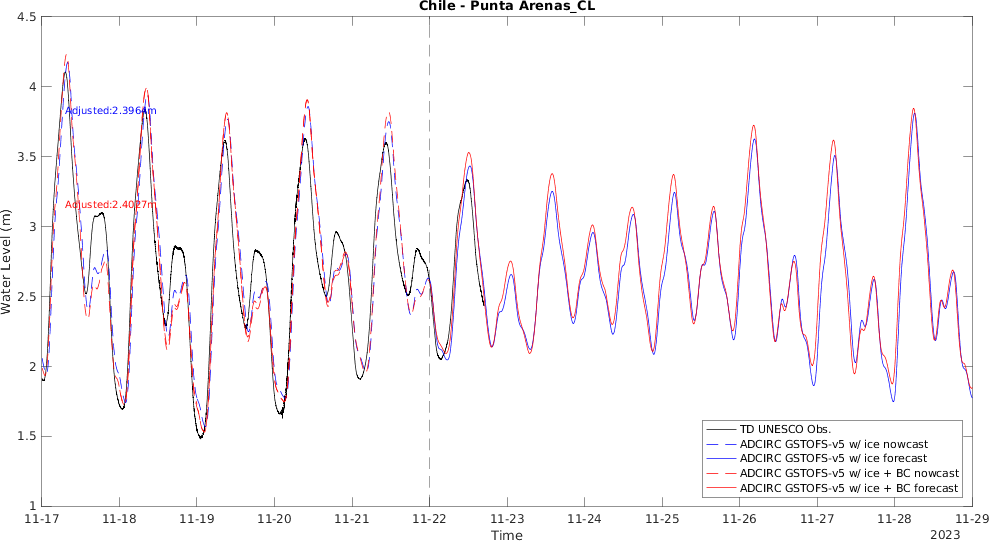 Chile - Punta Arenas_CL
4.5
4
3.5
3
2.5
2
1.5
1
Water Level (m)
Adjusted:2.3964m
Adjusted:2.4027m
TD UNESCO Obs.
ADCIRC GSTOFS-v5 w/ ice nowcast
ADCIRC GSTOFS-v5 w/ ice forecast
ADCIRC GSTOFS-v5 w/ ice + BC nowcast
ADCIRC GSTOFS-v5 w/ ice + BC forecast
11-17 11-18 11-19 11-20 11-21 11-22 11-23 11-24 11-25 11-26 11-27 11-28 11-29
Time
2023